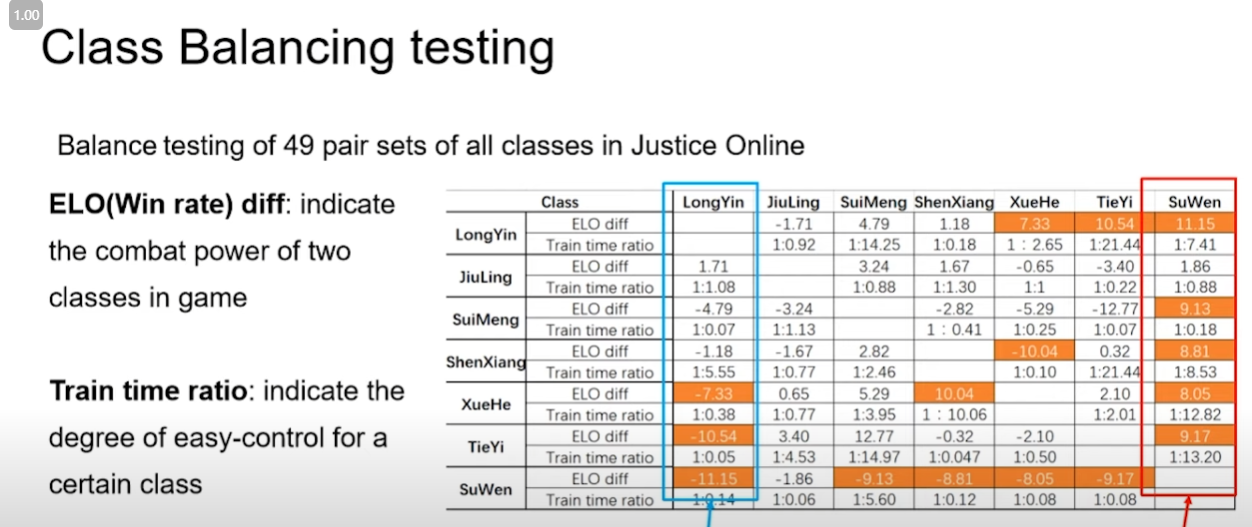 1.00
Class Balancing testing
Balance testing of 49 pair sets of all classes in Justice Online
ELO(Win rate) diff: indicate
the combat power of two
classes in game
Train time ratio: indicate the
degree of easy-control for a
certain class
Class LongYin JiuLing SuiMeng ShenXiang XueHe TieYi SuWen
LongYin
ELO diff -1.71 4.79 1.18 7.33 10.54 11.15
Train time ratio 1:0.92 1:14.25 1:0.18 1 : 2.65 1:21.44 1:7.41
JiuLing
ELO diff 1.71 3.24 1.67 -0.65 -3.40 1.86
Train time ratio 1:1.08 1:0.88 1:1.30 1:1 1:0.22 1:0.88
SuiMeng
ELO diff -4.79 -3.24 -2.82 -5.29 -12.77 9.13
Train time ratio 1:0.07 1:1.13 1 : 0.41 1:0.25 1:0.07 1:0.18
ShenXiang
ELO diff -1.18 -1.67 2.82 -10.04 0.32 8.81
Train time ratio 1:5.55 1:0.77 1:2.46 1:0.10 1:21.44 1:8.53
XueHe
ELO diff -7.33 0.65 5.29 10.04 2.10 8.05
Train time ratio 1:0.38 1:0.77 1:3.95 1 : 10.06 1:2.01 1:12.82
TieYi
ELO diff -10.54 3.40 12.77 -0.32 -2.10 9.17
Train time ratio 1:0.05 1:4.53 1:14.97 1:0.047 1:0.50 1:13.20
SuWen
ELO diff -11.15 -1.86 -9.13 -8.81 -8.05 -9.17
Train time ratio 1:0.14 1:0.06 1:5.60 1:0.12 1:0.08 1:0.08